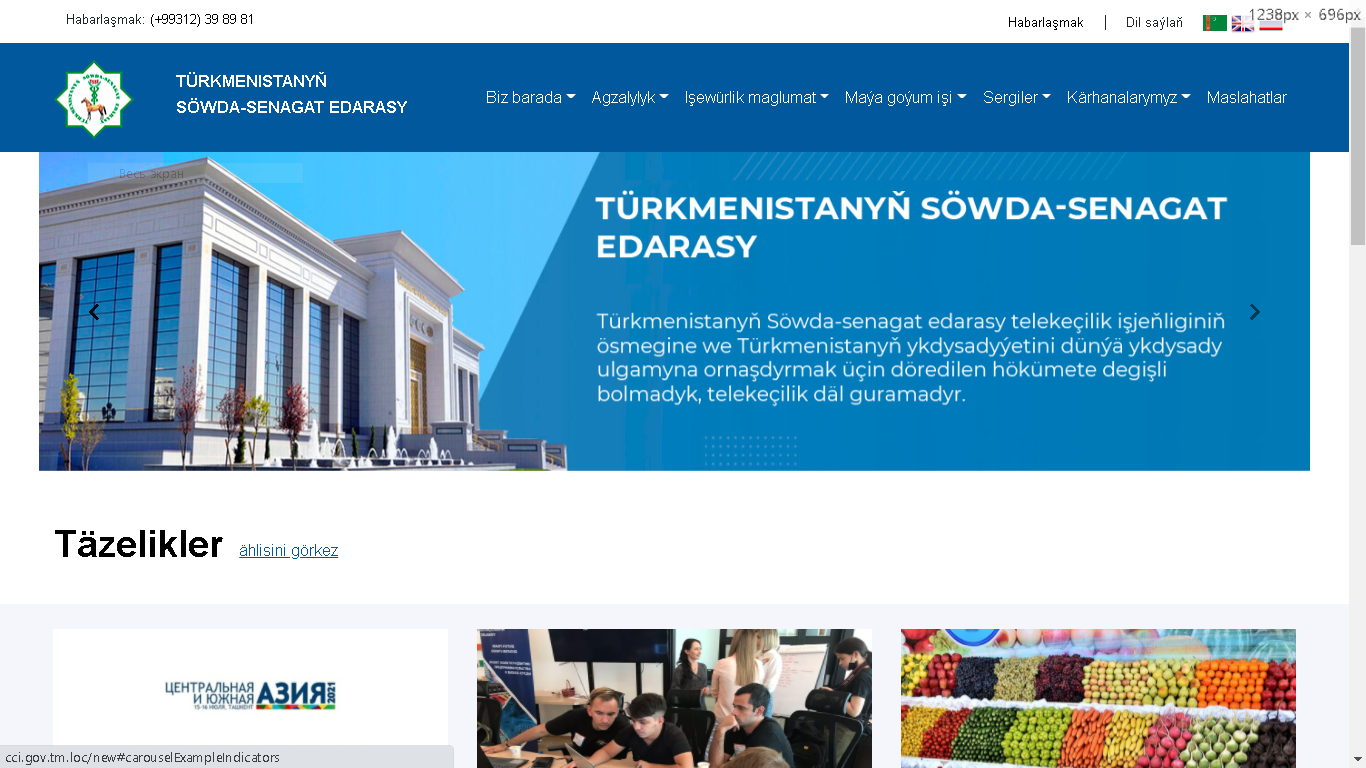 Habarlaşmak: (+99312) 39 89 81
Habarlaşmak | Dil saýlaň
1238px × 696px
TÜRKMENISTANYŇ
SÖWDA-SENAGAT EDARASY
Biz barada Agzalylyk Işewürlik maglumat Maýa goýum işi Sergiler Kärhanalarymyz Maslahatlar
Весь Экран
TÜRKMENISTANYŇ SÖWDA-SENAGAT
EDARASY
Türkmenistanyň Söwda-senagat edarasy telekeçilik işjeňliginiň
ösmegine we Türkmenistanyň ykdysadyýetini dünýä ykdysady
ulgamyna ornaşdyrmak üçin döredilen hökümete degişli
bolmadyk, telekeçilik däl guramadyr.
Täzelikler ählisini görkez
ЦЕНТРАЛЬНАЯ
И ЮЖНАЯ АЗИЯ 2021
15-16 ИЮЛЯ, ТАШКЕНТ
cci.gov.tm.loc/new#carouselExampleIndicators